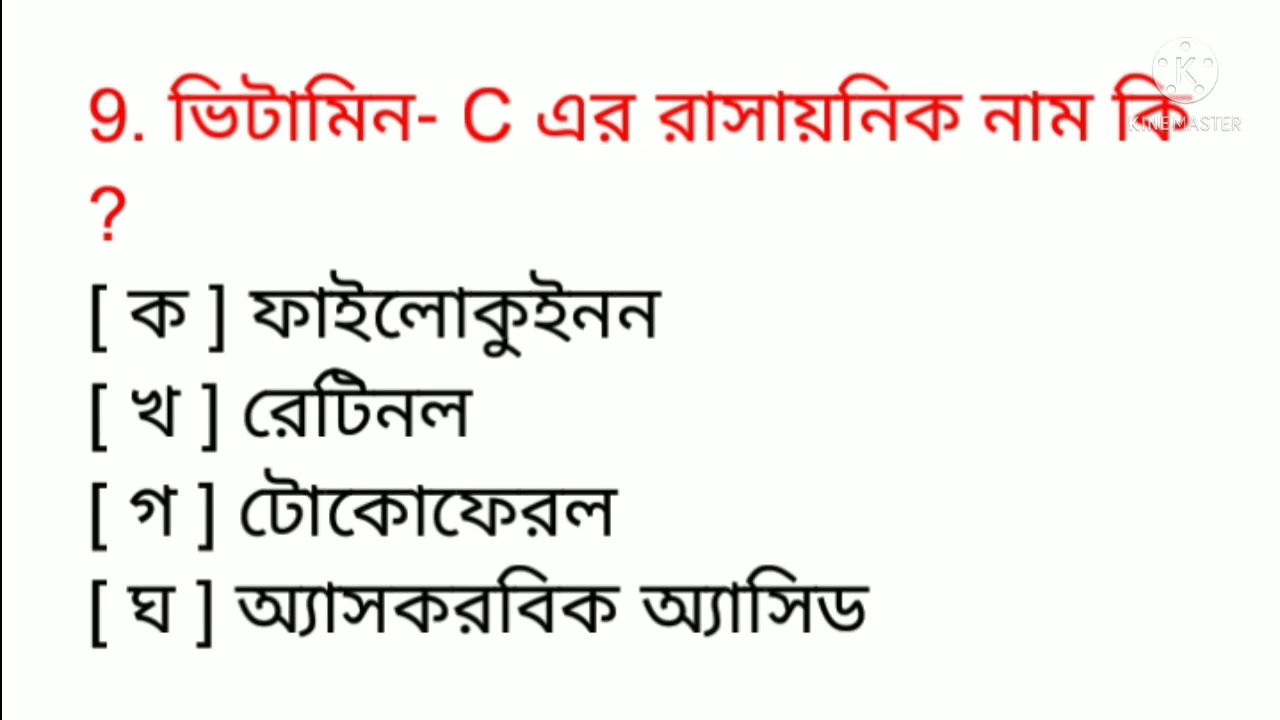 9. ভিটামিন- C এর রাসায়নিক নাম কি
?
[ ক ] ফাইলোকুইনন
[ খ ] রেটিনল
[ গ ] টোকোফেরল
[ ঘ ] অ্যাসকরবিক অ্যাসিড
K
KINEMASTER